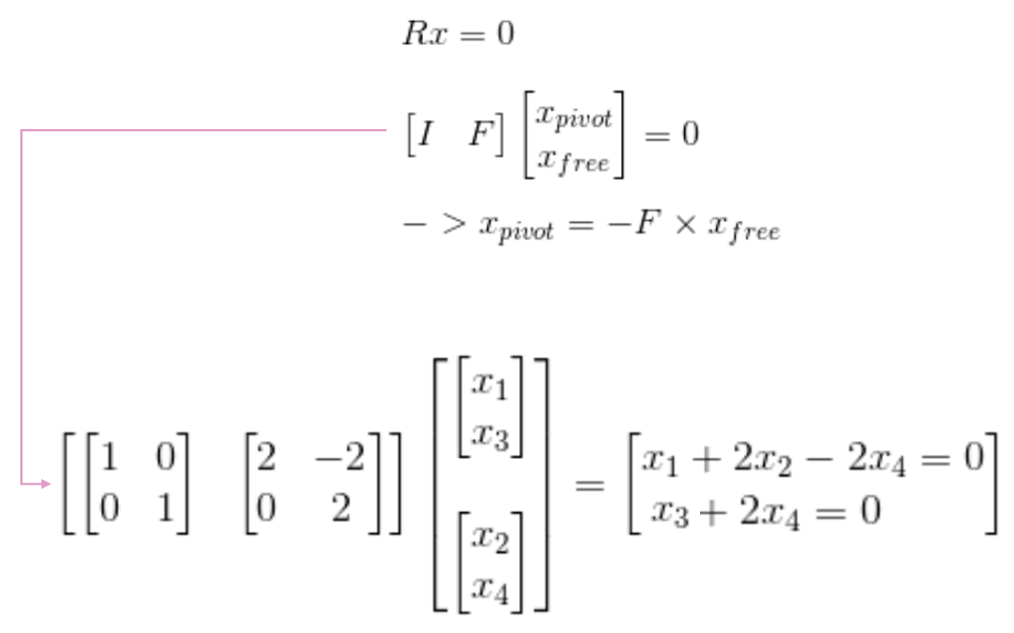 Rx = 0
[I F] [x_pivot x_free] = 0
- > x_pivot = -F × x_free
[[1 0 0 1] [2 -2 0 2]] [[x_1 x_3] [x_2 x_4]] = [x_1 + 2x_2 - 2x_4 = 0 x_3 + 2x_4 = 0]